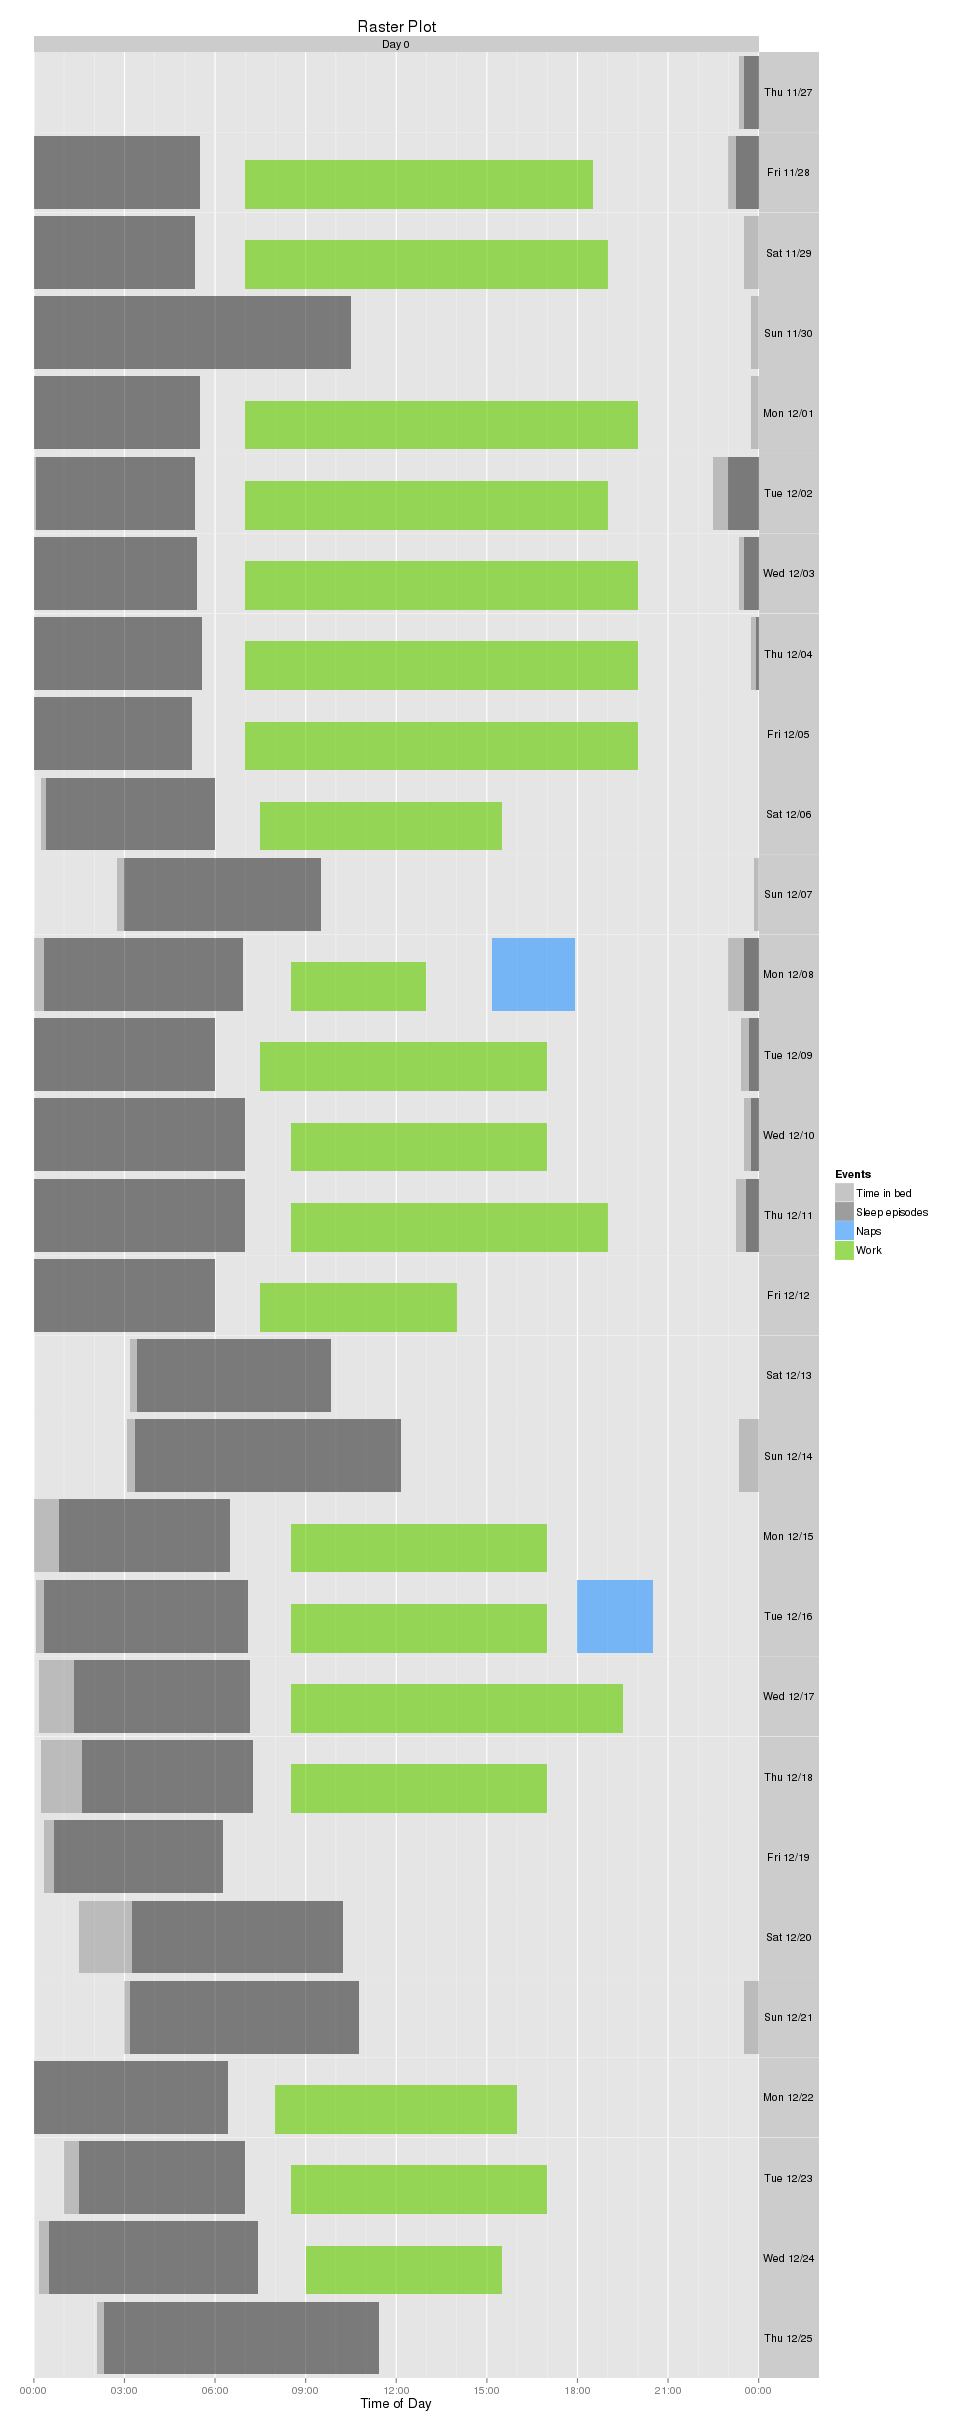 Raster Plot
Day 0
Thu 11/27
Fri 11/28
Sat 11/29
Sun 11/30
Mon 12/01
Tue 12/02
Wed 12/03
Thu 12/04
Fri 12/05
Sat 12/06
Sun 12/07
Mon 12/08
Tue 12/09
Wed 12/10
Thu 12/11
Fri 12/12
Sat 12/13
Sun 12/14
Mon 12/15
Tue 12/16
Wed 12/17
Thu 12/18
Fri 12/19
Sat 12/20
Sun 12/21
Mon 12/22
Tue 12/23
Wed 12/24
Thu 12/25
Events
Time in bed
Sleep episodes
Naps
Work
00:00 03:00 06:00 09:00 12:00 15:00 18:00 21:00 00:00
Time of Day